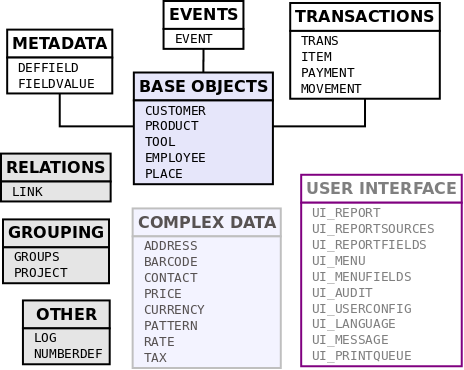 EVENTS
EVENT
TRANSACTIONS
TRANS
ITEM
PAYMENT
MOVEMENT
METADATA
DEFFIELD
FIELDVALUE
BASE OBJECTS
CUSTOMER
PRODUCT
TOOL
EMPLOYEE
PLACE
RELATIONS
LINK
GROUPING
GROUPS
PROJECT
OTHER
LOG
NUMBERDEF
COMPLEX DATA
ADDRESS
BARCODE
CONTACT
PRICE
CURRENCY
PATTERN
RATE
TAX
USER INTERFACE
UI_REPORT
UI_REPORTSOURCES
UI_REPORTFIELDS
UI_MENU
UI_MENUFIELDS
UI_AUDIT
UI_USERCONFIG
UI_LANGUAGE
UI_MESSAGE
UI_PRINTQUEUE